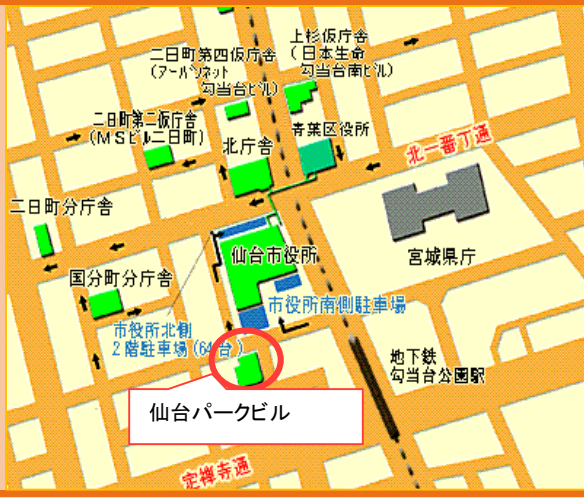 上杉仮庁舎
(日本生命
勾当台南ビル)
二日町第四仮庁舎
(アーバンネット
勾当台ビル)
二日町第二仮庁舎
(MSビル二日町)
北庁舎
青葉区役所
北一番丁通
二日町分庁舎
仙台市役所
宮城県庁
国分町分庁舎
市役所南側駐車場
市役所北側
2階駐車場(64台)
地下鉄
勾当台公園駅
仙台パークビル
定禅寺通